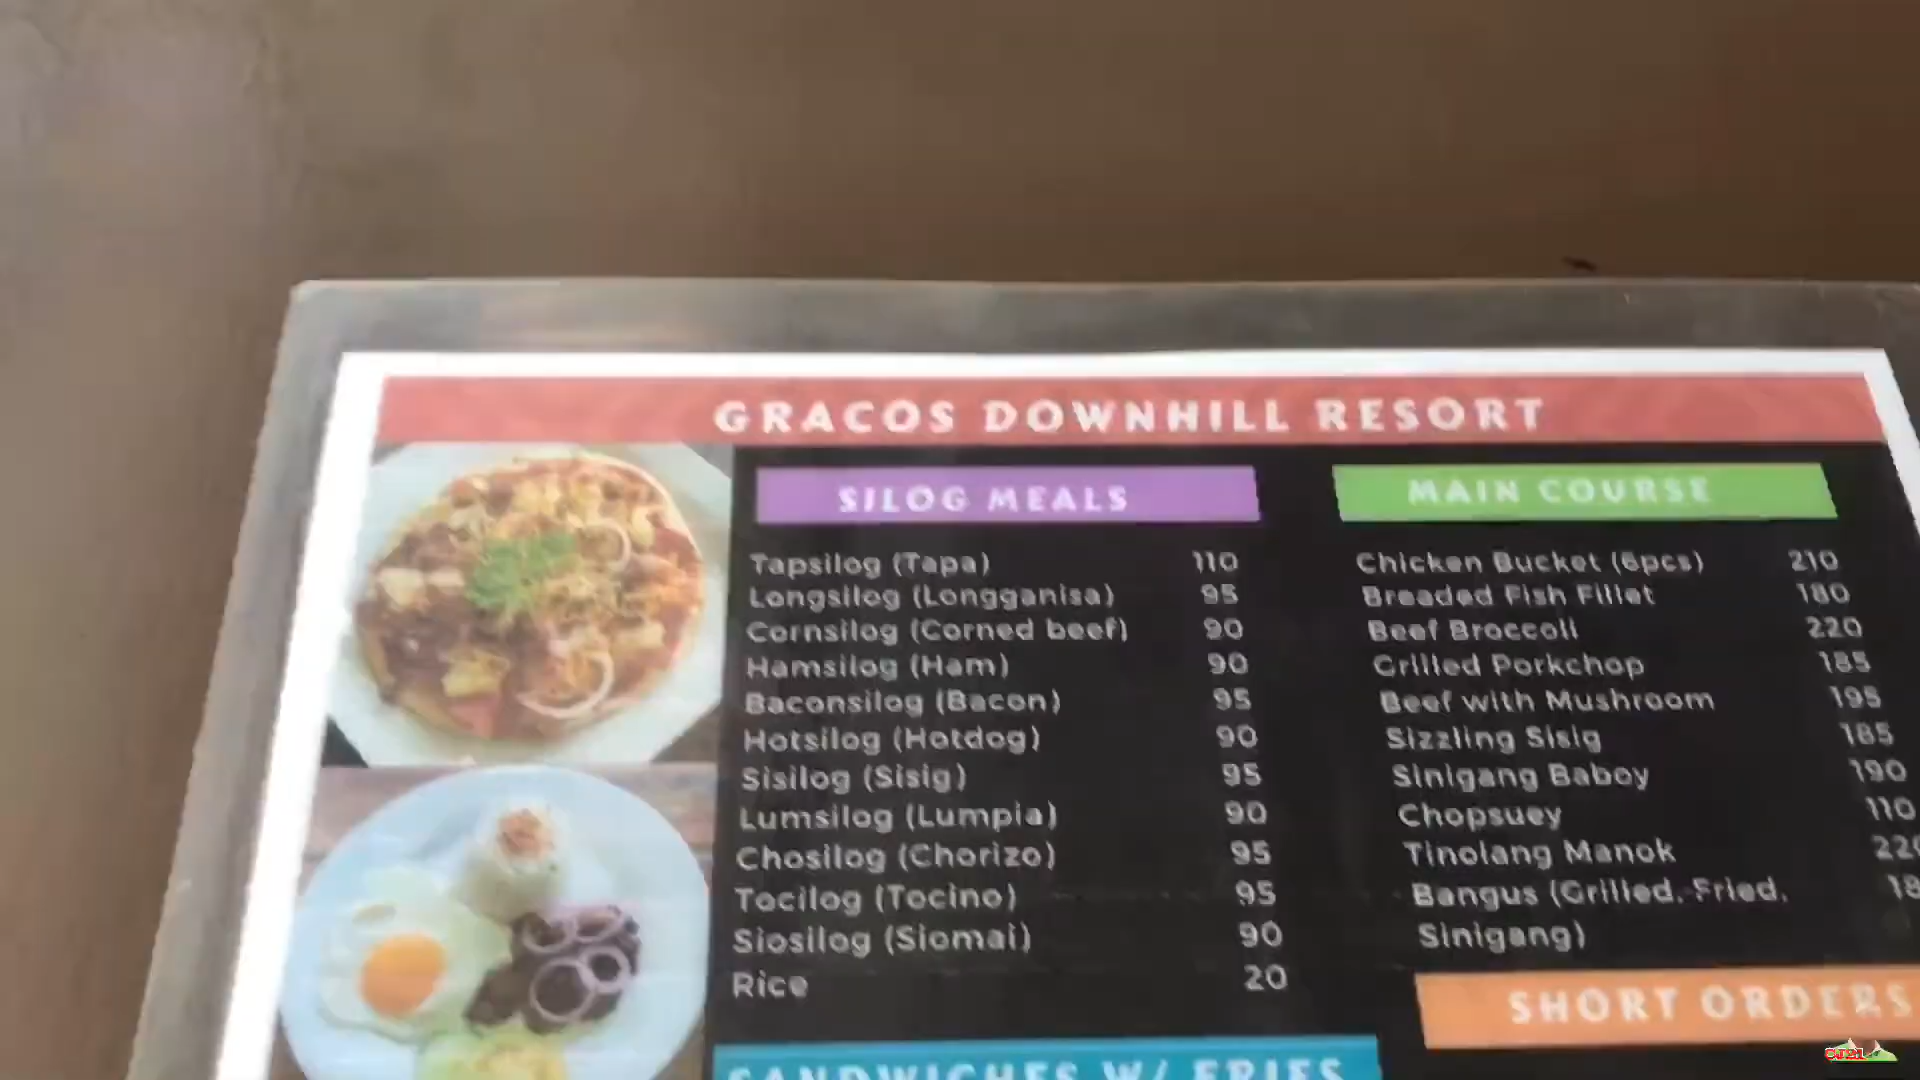 GRACOS DOWNHILL RESORT
SILOG MEALS
Tapsilog (Tapa) 110
Longsilog (Longganisa) 95
Cornsilog (Corned beef) 90
Hamsilog (Ham) 90
Baconsilog (Bacon) 95
Hotsilog (Hotdog) 90
Sisilog (Sisig) 95
Lumsilog (Lumpia) 90
Chosilog (Chorizo) 95
Tocilog (Tocino) 95
Siosilog (Siomai) 90
Rice 20
SANDWICHES W/ FRIES
MAIN COURSE
Chicken Bucket (6pcs) 210
Breaded Fish Fillet 180
Beef Broccoli 220
Grilled Porkchop 185
Beef with Mushroom 195
Sizzling Sisig 185
Sinigang Baboy 190
Chopsuey 110
Tinolang Manok
Bangus (Grilled, Fried,
Sinigang)
SHORT ORDERS